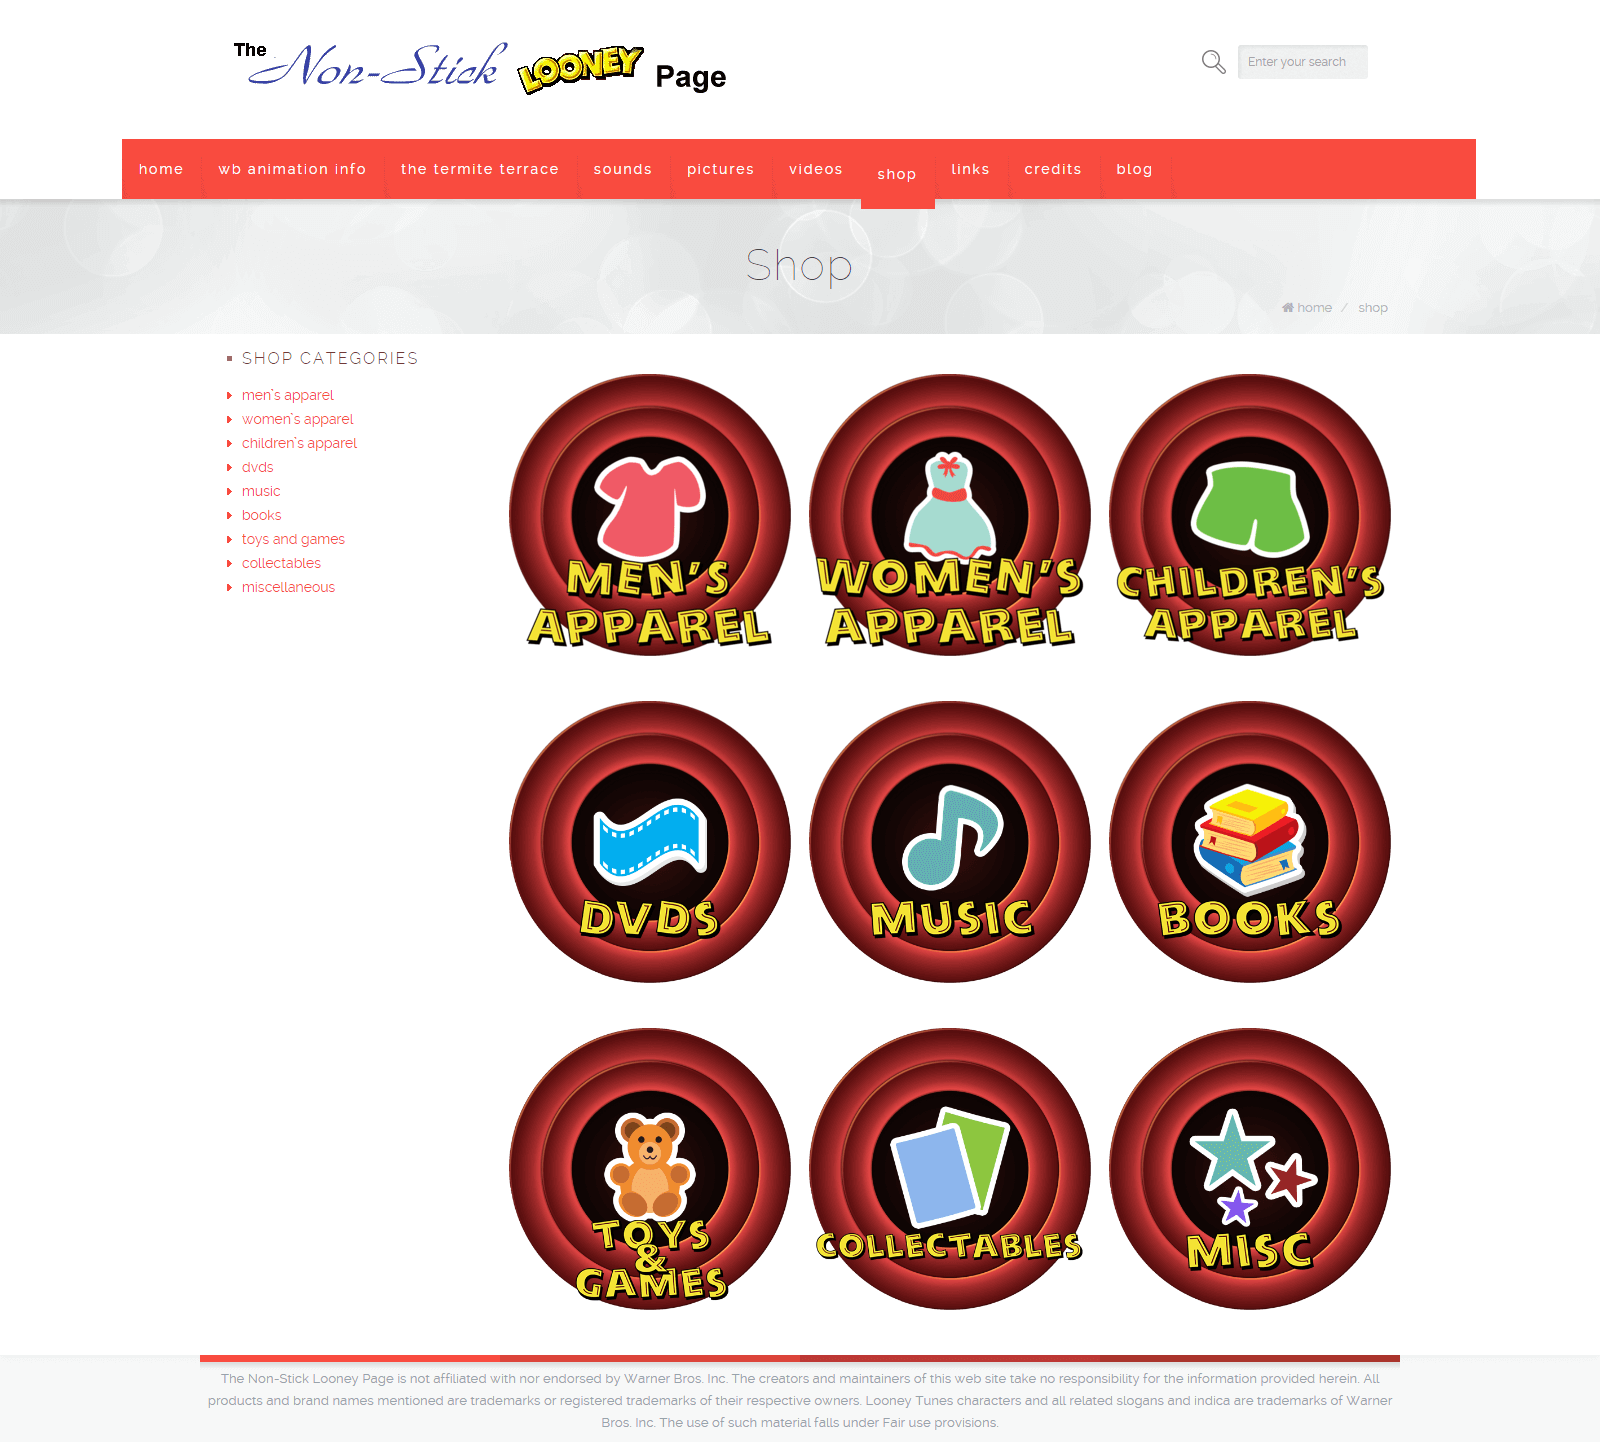 The Non-Stick LOONEY Page
Enter your search
home wb animation info the termite terrace sounds pictures videos shop links credits blog
Shop
home / shop
SHOP CATEGORIES
men`s apparel
women`s apparel
children`s apparel
dvds
music
books
toys and games
collectables
miscellaneous
MEN'S
APPAREL
WOMEN'S
APPAREL
CHILDREN'S
APPAREL
DVDS
MUSIC
BOOKS
TOYS
&
GAMES
COLLECTABLES
MISC
The Non-Stick Looney Page is not affiliated with nor endorsed by Warner Bros. Inc. The creators and maintainers of this web site take no responsibility for the information provided herein. All
products and brand names mentioned are trademarks or registered trademarks of their respective owners. Looney Tunes characters and all related slogans and indica are trademarks of Warner
Bros. Inc. The use of such material falls under Fair use provisions.